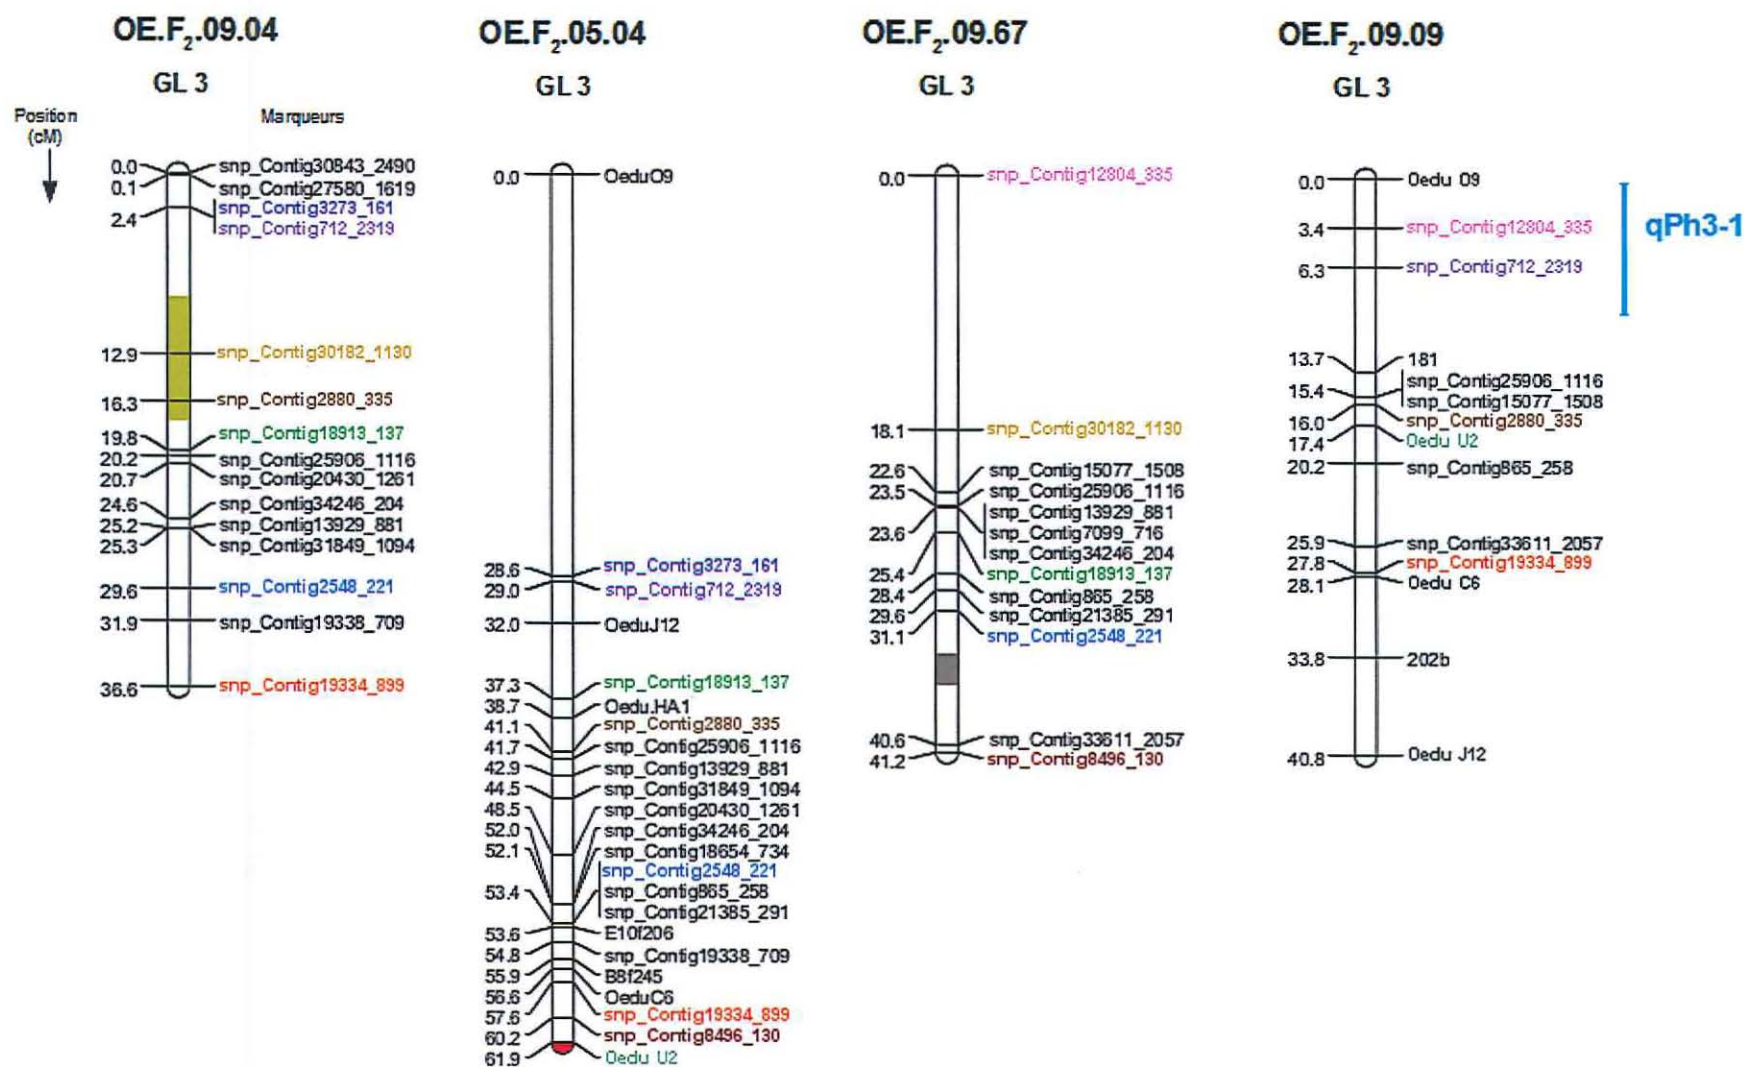 OE.F2.09.04
GL 3
Position
(cM)
Marqueurs
0.0 snp_Contig30843_2490
0.1 snp_Contig27580_1619
2.4 snp_Contig3273_161
snp_Contig712_2319
12.9 snp_Contig30182_1130
16.3 snp_Contig2880_335
19.8 snp_Contig18913_137
20.2 snp_Contig25906_1116
20.7 snp_Contig20430_1261
24.6 snp_Contig34246_204
25.2 snp_Contig13929_881
25.3 snp_Contig31849_1094
29.6 snp_Contig2548_221
31.9 snp_Contig19338_709
36.6 snp_Contig19334_899
OE.F2.05.04
GL 3
0.0 OeduO9
28.6 snp_Contig3273_161
29.0 snp_Contig712_2319
32.0 OeduJ12
37.3 snp_Contig18913_137
38.7 Oedu.HA1
41.1 snp_Contig2880_335
41.7 snp_Contig25906_1116
42.9 snp_Contig13929_881
44.5 snp_Contig31849_1094
48.5 snp_Contig20430_1261
52.0 snp_Contig34246_204
52.1 snp_Contig18654_734
snp_Contig2548_221
53.4 snp_Contig865_258
snp_Contig21385_291
53.6 E10f206
54.8 snp_Contig19338_709
55.9 B8f245
56.6 OeduC6
57.6 snp_Contig19334_899
60.2 snp_Contig8496_130
61.9 Oedu U2
OE.F2.09.67
GL 3
0.0 snp_Contig12804_335
18.1 snp_Contig30182_1130
22.6 snp_Contig15077_1508
23.5 snp_Contig25906_1116
snp_Contig13929_881
23.6 snp_Contig7099_716
snp_Contig34246_204
25.4 snp_Contig18913_137
28.4 snp_Contig865_258
29.6 snp_Contig21385_291
31.1 snp_Contig2548_221
40.6 snp_Contig33611_2057
41.2 snp_Contig8496_130
OE.F2.09.09
GL 3
0.0 Oedu O9
3.4 snp_Contig12804_335
6.3 snp_Contig712_2319
qPh3-1
13.7 181
15.4 snp_Contig25906_1116
snp_Contig15077_1508
16.0 snp_Contig2880_335
17.4 Oedu U2
20.2 snp_Contig865_258
25.9 snp_Contig33611_2057
27.8 snp_Contig19334_899
28.1 Oedu C6
33.8 202b
40.8 Oedu J12